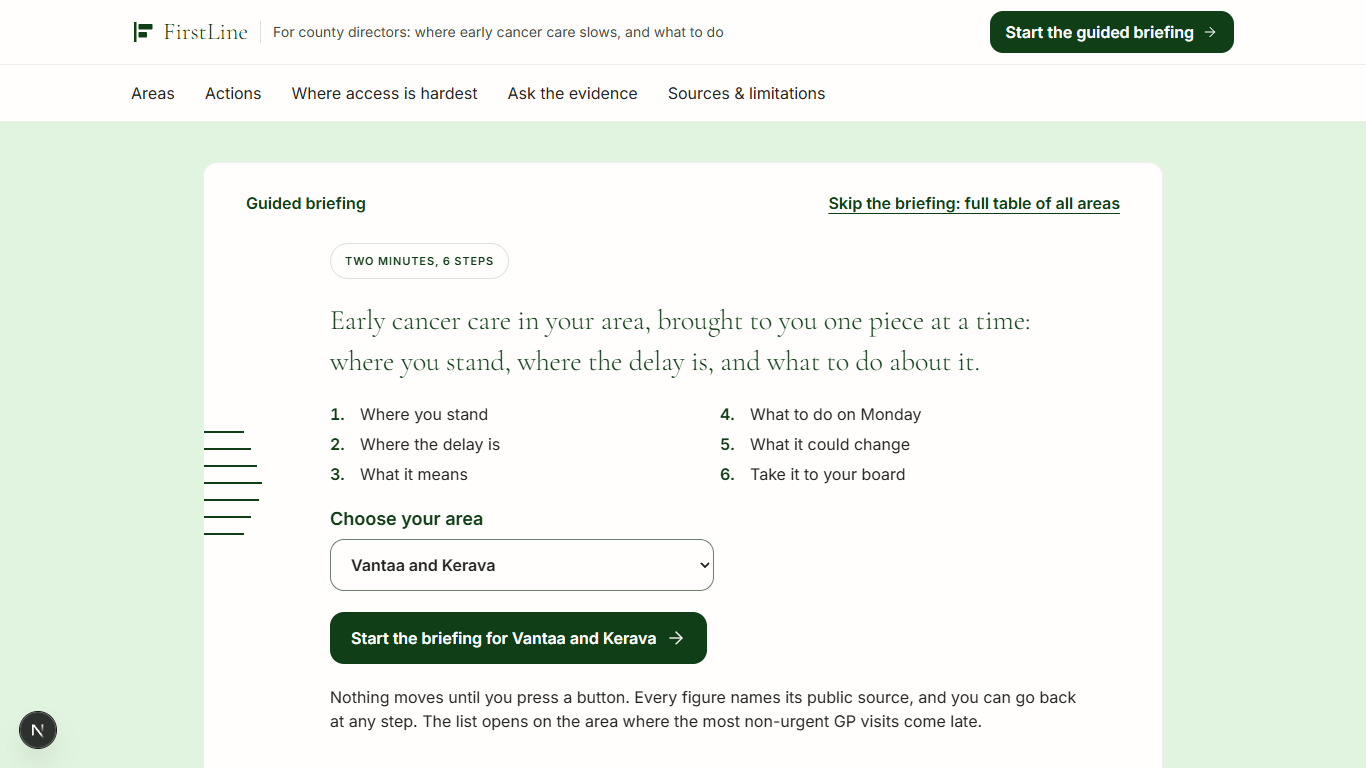 FirstLine
For county directors: where early cancer care slows, and what to do
Start the guided briefing →
Areas
Actions
Where access is hardest
Ask the evidence
Sources & limitations
Guided briefing
Skip the briefing: full table of all areas
TWO MINUTES, 6 STEPS
Early cancer care in your area, brought to you one piece at a time:
where you stand, where the delay is, and what to do about it.
1. Where you stand
2. Where the delay is
3. What it means
4. What to do on Monday
5. What it could change
6. Take it to your board
Choose your area
Vantaa and Kerava
Start the briefing for Vantaa and Kerava →
Nothing moves until you press a button. Every figure names its public source, and you can go back
at any step. The list opens on the area where the most non-urgent GP visits come late.
N